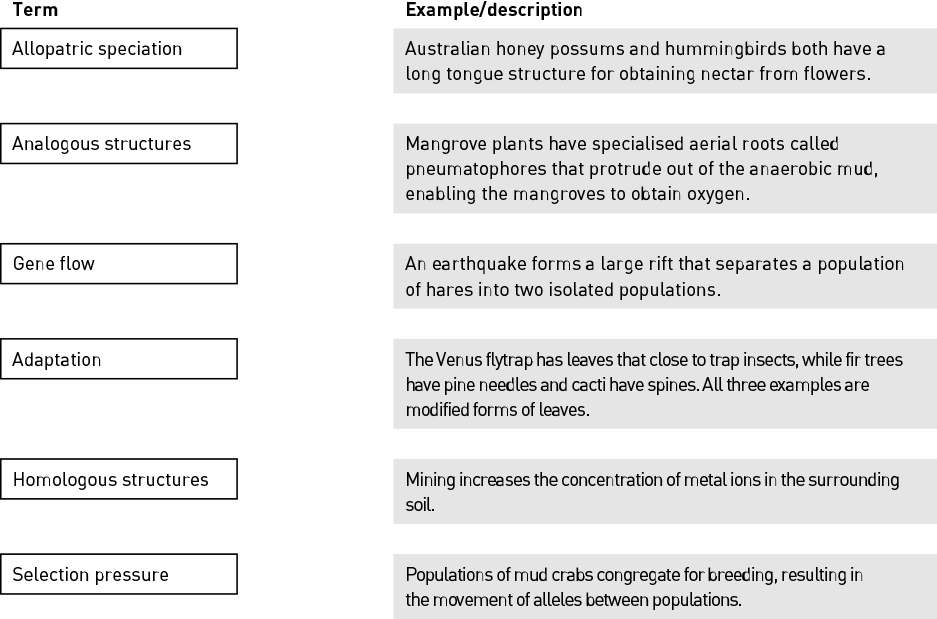 Term
Example/description
Allopatric speciation
Australian honey possums and hummingbirds both have a
long tongue structure for obtaining nectar from flowers.
Analogous structures
Mangrove plants have specialised aerial roots called
pneumatophores that protrude out of the anaerobic mud,
enabling the mangroves to obtain oxygen.
Gene flow
An earthquake forms a large rift that separates a population
of hares into two isolated populations.
Adaptation
The Venus flytrap has leaves that close to trap insects, while fir trees
have pine needles and cacti have spines. All three examples are
modified forms of leaves.
Homologous structures
Mining increases the concentration of metal ions in the surrounding
soil.
Selection pressure
Populations of mud crabs congregate for breeding, resulting in
the movement of alleles between populations.